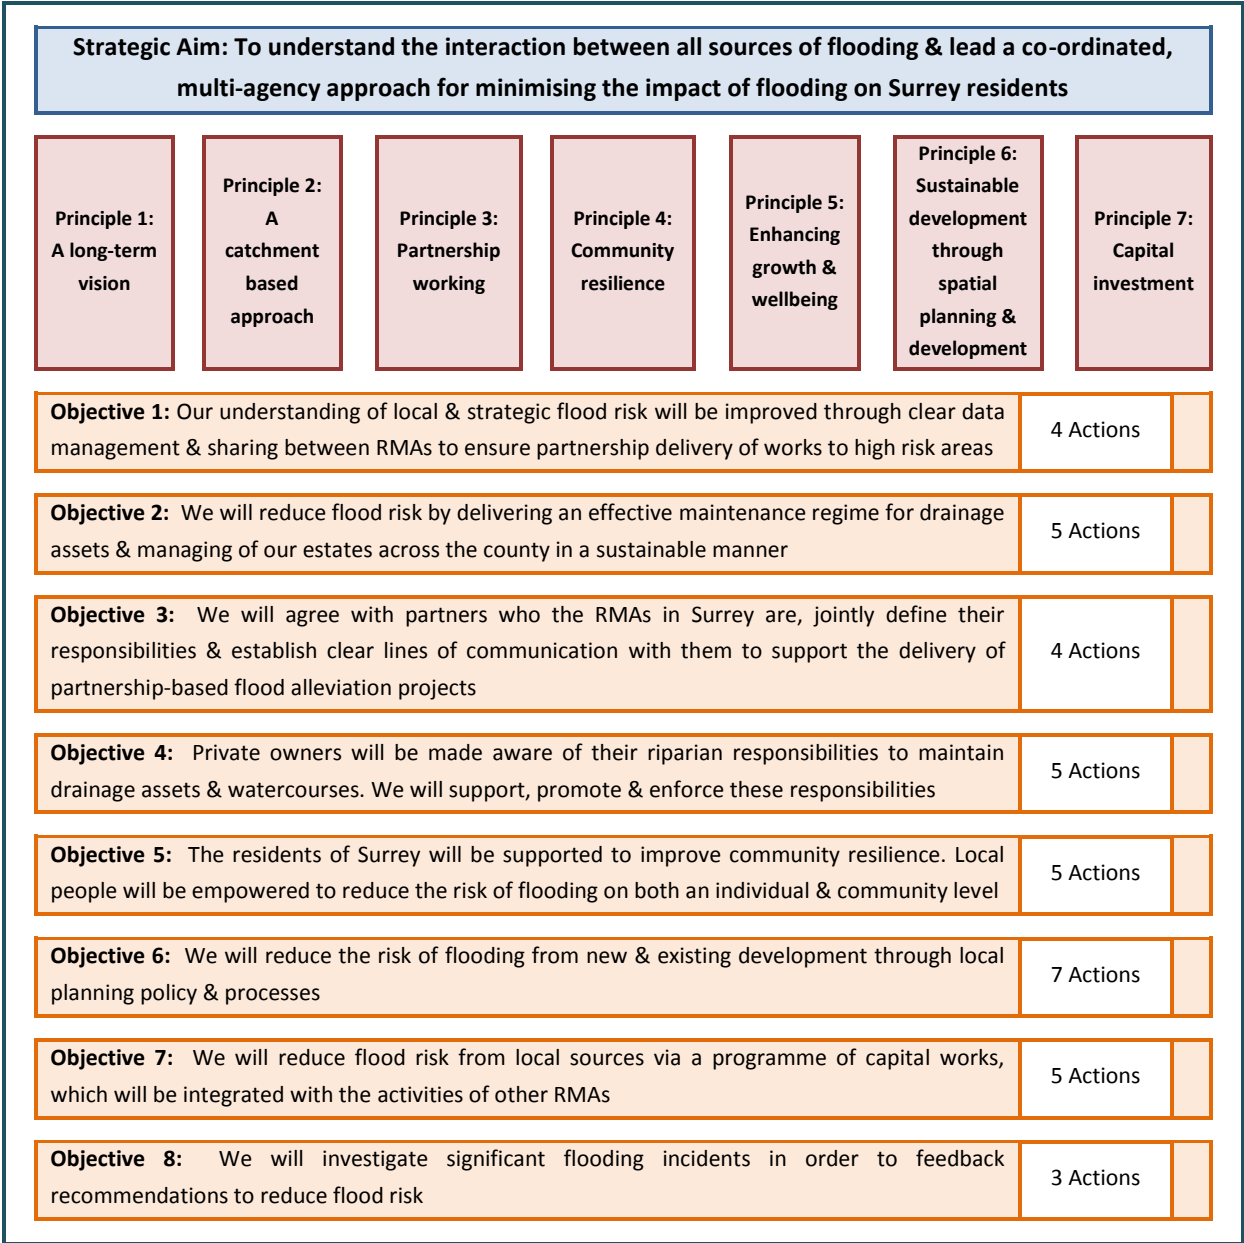 Strategic Aim: To understand the interaction between all sources of flooding & lead a co-ordinated,
multi-agency approach for minimising the impact of flooding on Surrey residents
Principle 1:
A long-term
vision
Principle 2:
A
catchment
based
approach
Principle 3:
Partnership
working
Principle 4:
Community
resilience
Principle 5:
Enhancing
growth &
wellbeing
Principle 6:
Sustainable
development
through
spatial
planning &
development
Principle 7:
Capital
investment
Objective 1: Our understanding of local & strategic flood risk will be improved through clear data
management & sharing between RMAs to ensure partnership delivery of works to high risk areas
4 Actions
Objective 2: We will reduce flood risk by delivering an effective maintenance regime for drainage
assets & managing of our estates across the county in a sustainable manner
5 Actions
Objective 3: We will agree with partners who the RMAs in Surrey are, jointly define their
responsibilities & establish clear lines of communication with them to support the delivery of
partnership-based flood alleviation projects
4 Actions
Objective 4: Private owners will be made aware of their riparian responsibilities to maintain
drainage assets & watercourses. We will support, promote & enforce these responsibilities
5 Actions
Objective 5: The residents of Surrey will be supported to improve community resilience. Local
people will be empowered to reduce the risk of flooding on both an individual & community level
5 Actions
Objective 6: We will reduce the risk of flooding from new & existing development through local
planning policy & processes
7 Actions
Objective 7: We will reduce flood risk from local sources via a programme of capital works,
which will be integrated with the activities of other RMAs
5 Actions
Objective 8: We will investigate significant flooding incidents in order to feedback
recommendations to reduce flood risk
3 Actions